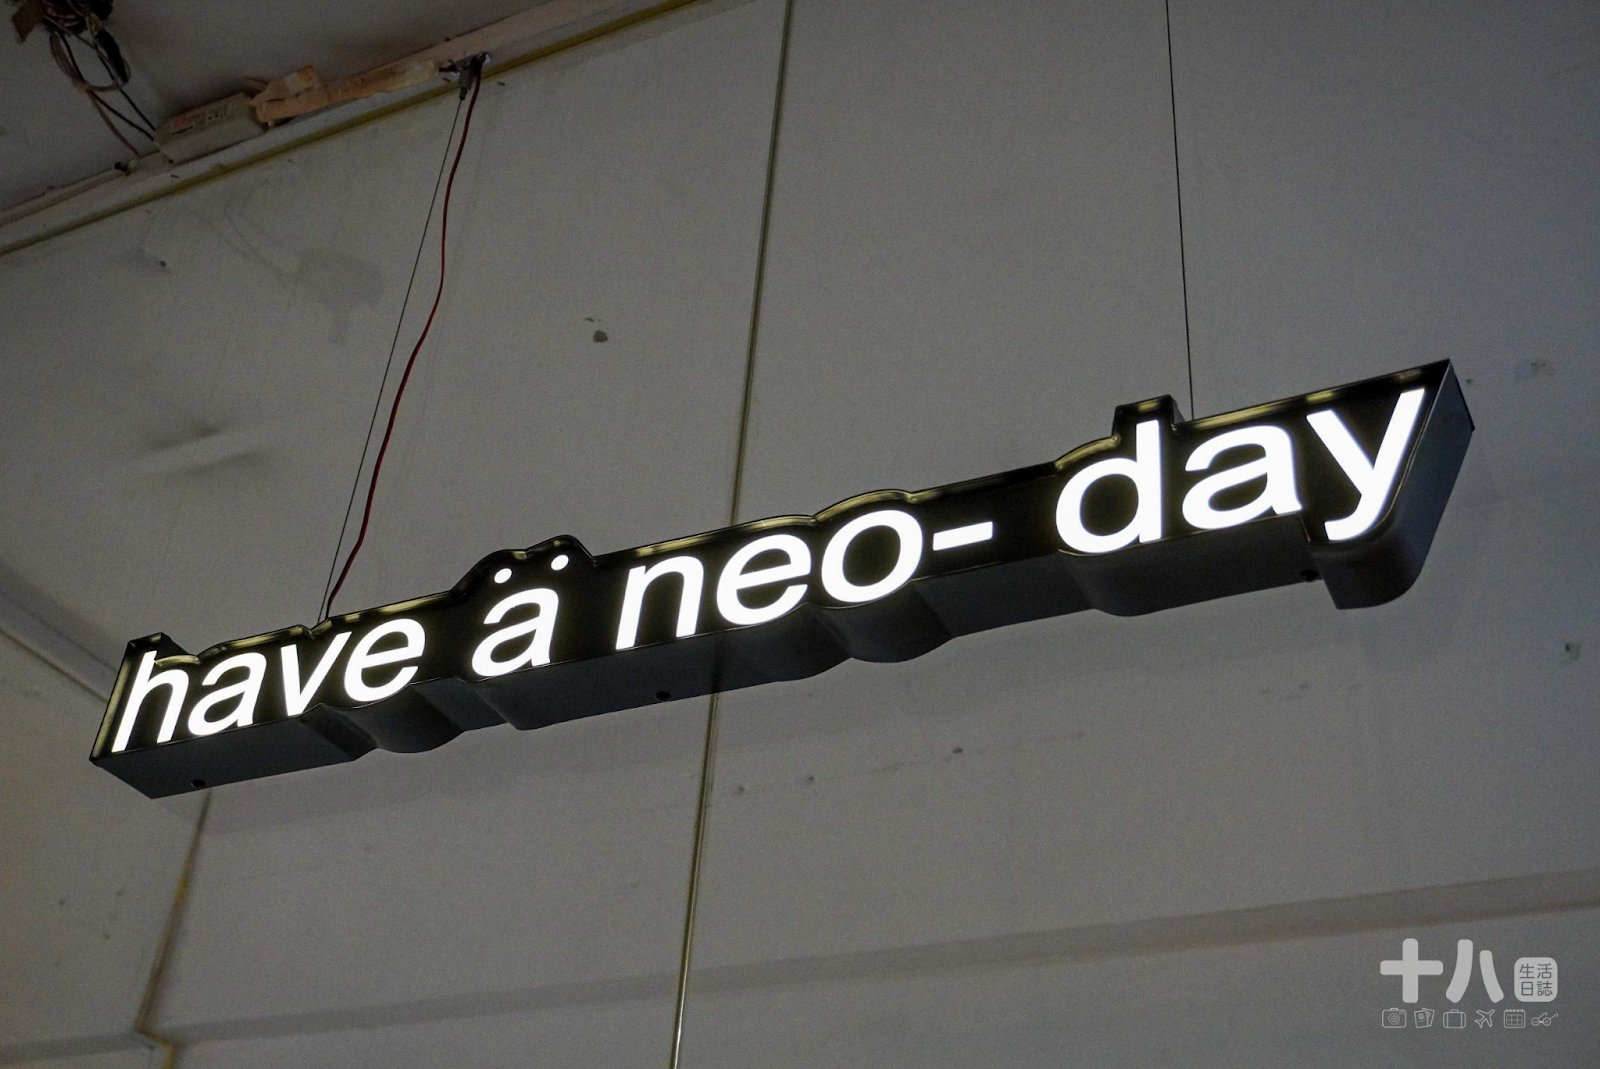 have ä neo- day
十八 生活
日誌